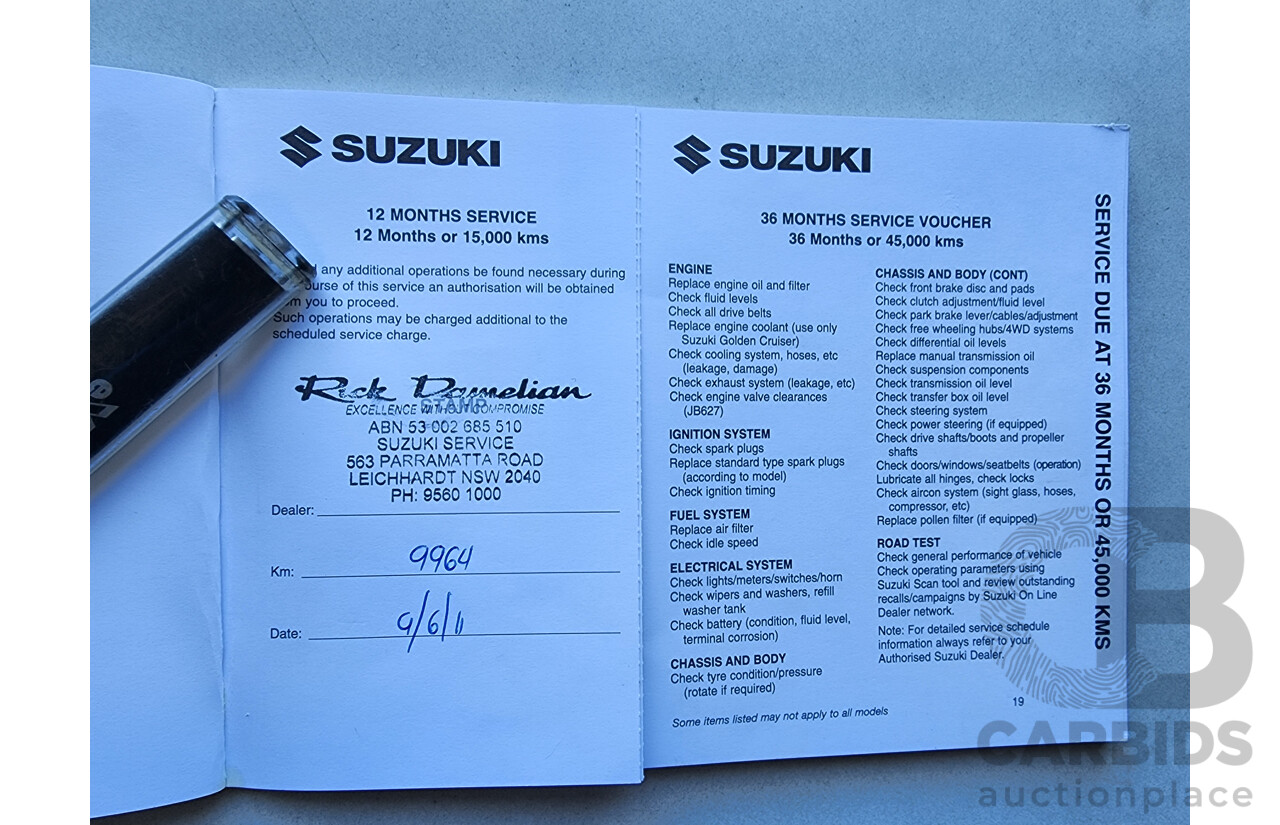 SUZUKI
12 MONTHS SERVICE
12 Months or 15,000 kms
any additional operations be found necessary during
course of this service an authorisation will be obtained
from you to proceed.
Such operations may be charged additional to the
scheduled service charge.
Rick Damelian
STAMP
EXCELLENCE WITHOUT COMPROMISE
ABN 53 002 685 510
SUZUKI SERVICE
563 PARRAMATTA ROAD
LEICHHARDT NSW 2040
PH: 9560 1000
Dealer:
Km: 9964
Date: 9/6/11
SUZUKI
36 MONTHS SERVICE VOUCHER
36 Months or 45,000 kms
ENGINE
Replace engine oil and filter
Check fluid levels
Check all drive belts
Replace engine coolant (use only
Suzuki Golden Cruiser)
Check cooling system, hoses, etc
(leakage, damage)
Check exhaust system (leakage, etc)
Check engine valve clearances
(JB627)
IGNITION SYSTEM
Check spark plugs
Replace standard type spark plugs
(according to model)
Check ignition timing
FUEL SYSTEM
Replace air filter
Check idle speed
ELECTRICAL SYSTEM
Check lights/meters/switches/horn
Check wipers and washers, refill
washer tank
Check battery (condition, fluid level,
terminal corrosion)
CHASSIS AND BODY
Check tyre condition/pressure
(rotate if required)
Some items listed may not apply to all models
CHASSIS AND BODY (CONT)
Check front brake disc and pads
Check clutch adjustment/fluid level
Check park brake lever/cables/adjustment
Check free wheeling hubs/4WD systems
Check differential oil levels
Replace manual transmission oil
Check suspension components
Check transmission oil level
Check transfer box oil level
Check steering system
Check power steering (if equipped)
Check drive shafts/boots and propeller
shafts
Check doors/windows/seatbelts (operation)
Lubricate all hinges, check locks
Check aircon system (sight glass, hoses,
compressor, etc)
Replace pollen filter (if equipped)
ROAD TEST
Check general performance of vehicle
Check operating parameters using
Suzuki Scan tool and review outstanding
recalls/campaigns by Suzuki On Line
Dealer network.
Note: For detailed service schedule
information always refer to your
Authorised Suzuki Dealer.
19
SERVICE DUE AT 36 MONTHS OR 45,000 KMS
CB
CARBIDS
auctionplace